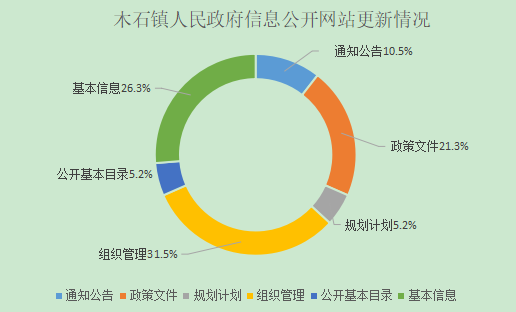 木石镇人民政府信息公开网站更新情况
通知公告10.5%
基本信息26.3%
政策文件21.3%
公开基本目录5.2%
规划计划5.2%
组织管理31.5%
通知公告 政策文件 规划计划 组织管理 公开基本目录 基本信息